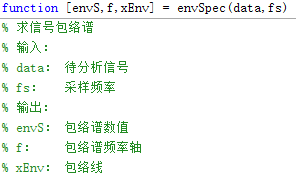 function [envS,f,xEnv] = envSpec(data,fs)
% 求信号包络谱
% 输入:
% data: 待分析信号
% fs: 采样频率
% 输出:
% envS: 包络谱数值
% f: 包络谱频率轴
% xEnv: 包络线